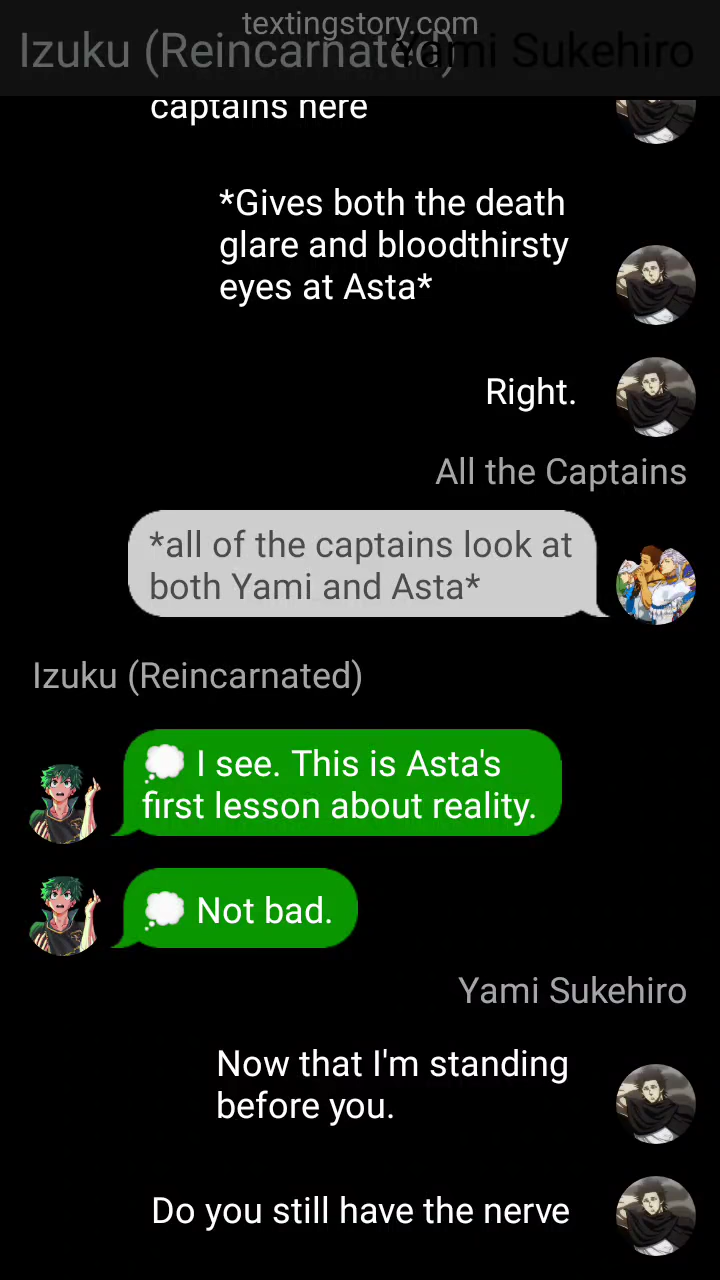 textingstory.com
Izuku (Reincarnated)
Yami Sukehiro
captains here
*Gives both the death
glare and bloodthirsty
eyes at Asta*
Right.
All the Captains
*all of the captains look at
both Yami and Asta*
Izuku (Reincarnated)
I see. This is Asta's
first lesson about reality.
Not bad.
Yami Sukehiro
Now that I'm standing
before you.
Do you still have the nerve